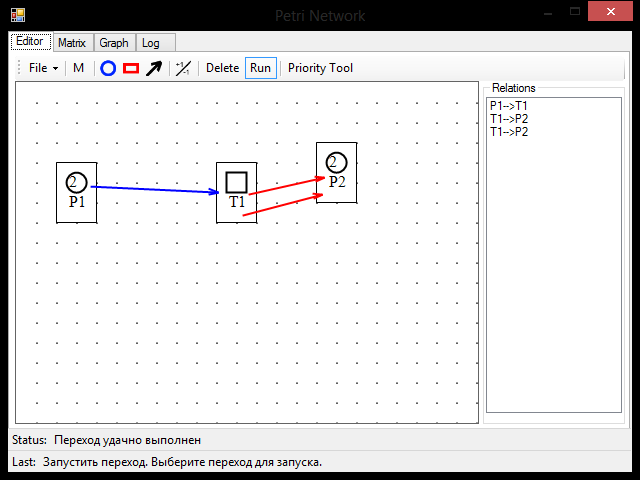 Petri Network
Editor Matrix Graph Log
File M +1 -1 Delete Run Priority Tool
Relations
P1-->T1
T1-->P2
T1-->P2
2
P2
2
P1
T1
Status: Переход удачно выполнен
Last: Запустить переход. Выберите переход для запуска.